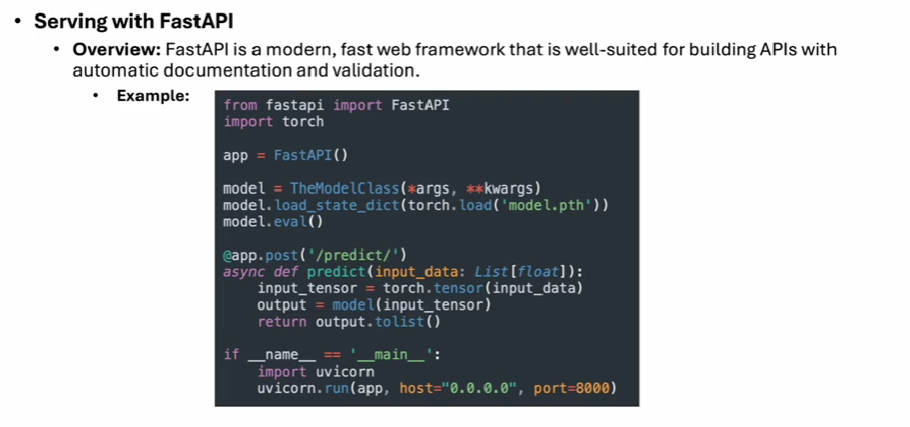 • Serving with FastAPI
• Overview: FastAPI is a modern, fast web framework that is well-suited for building APIs with
automatic documentation and validation.
• Example:
from fastapi import FastAPI
import torch
app = FastAPI()
model = TheModelClass(*args, **kwargs)
model.load_state_dict(torch.load('model.pth'))
model.eval()
@app.post('/predict/')
async def predict(input_data: List[float]):
    input_tensor = torch.tensor(input_data)
    output = model(input_tensor)
    return output.tolist()
if __name__ == '__main__':
    import uvicorn
    uvicorn.run(app, host="0.0.0.0", port=8000)